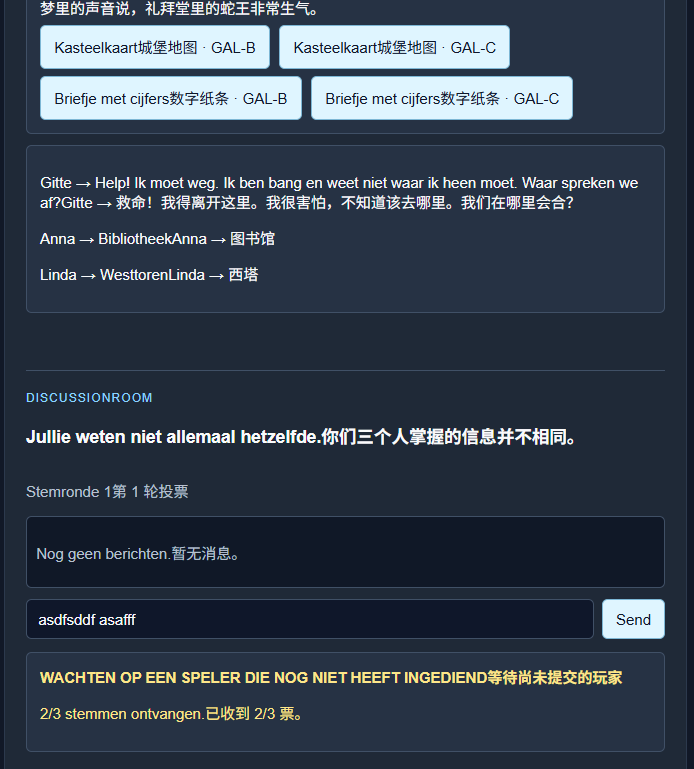 梦里的声音说，礼拜堂里的蛇王非常生气。
Kasteelkaart城堡地图 · GAL-B
Kasteelkaart城堡地图 · GAL-C
Briefje met cijfers数字纸条 · GAL-B
Briefje met cijfers数字纸条 · GAL-C
Gitte → Help! Ik moet weg. Ik ben bang en weet niet waar ik heen moet. Waar spreken we
af?Gitte → 救命！我得离开这里。我很害怕，不知道该去哪里。我们在哪里会合？
Anna → BibliotheekAnna → 图书馆
Linda → WesttorenLinda → 西塔
DISCUSSIONROOM
Jullie weten niet allemaal hetzelfde.你们三个人掌握的信息并不相同。
Stemronde 1第 1 轮投票
Nog geen berichten.暂无消息。
asdfsddf asafff
Send
WACHTEN OP EEN SPELER DIE NOG NIET HEEFT INGEDIEND等待尚未提交的玩家
2/3 stemmen ontvangen.已收到 2/3 票。